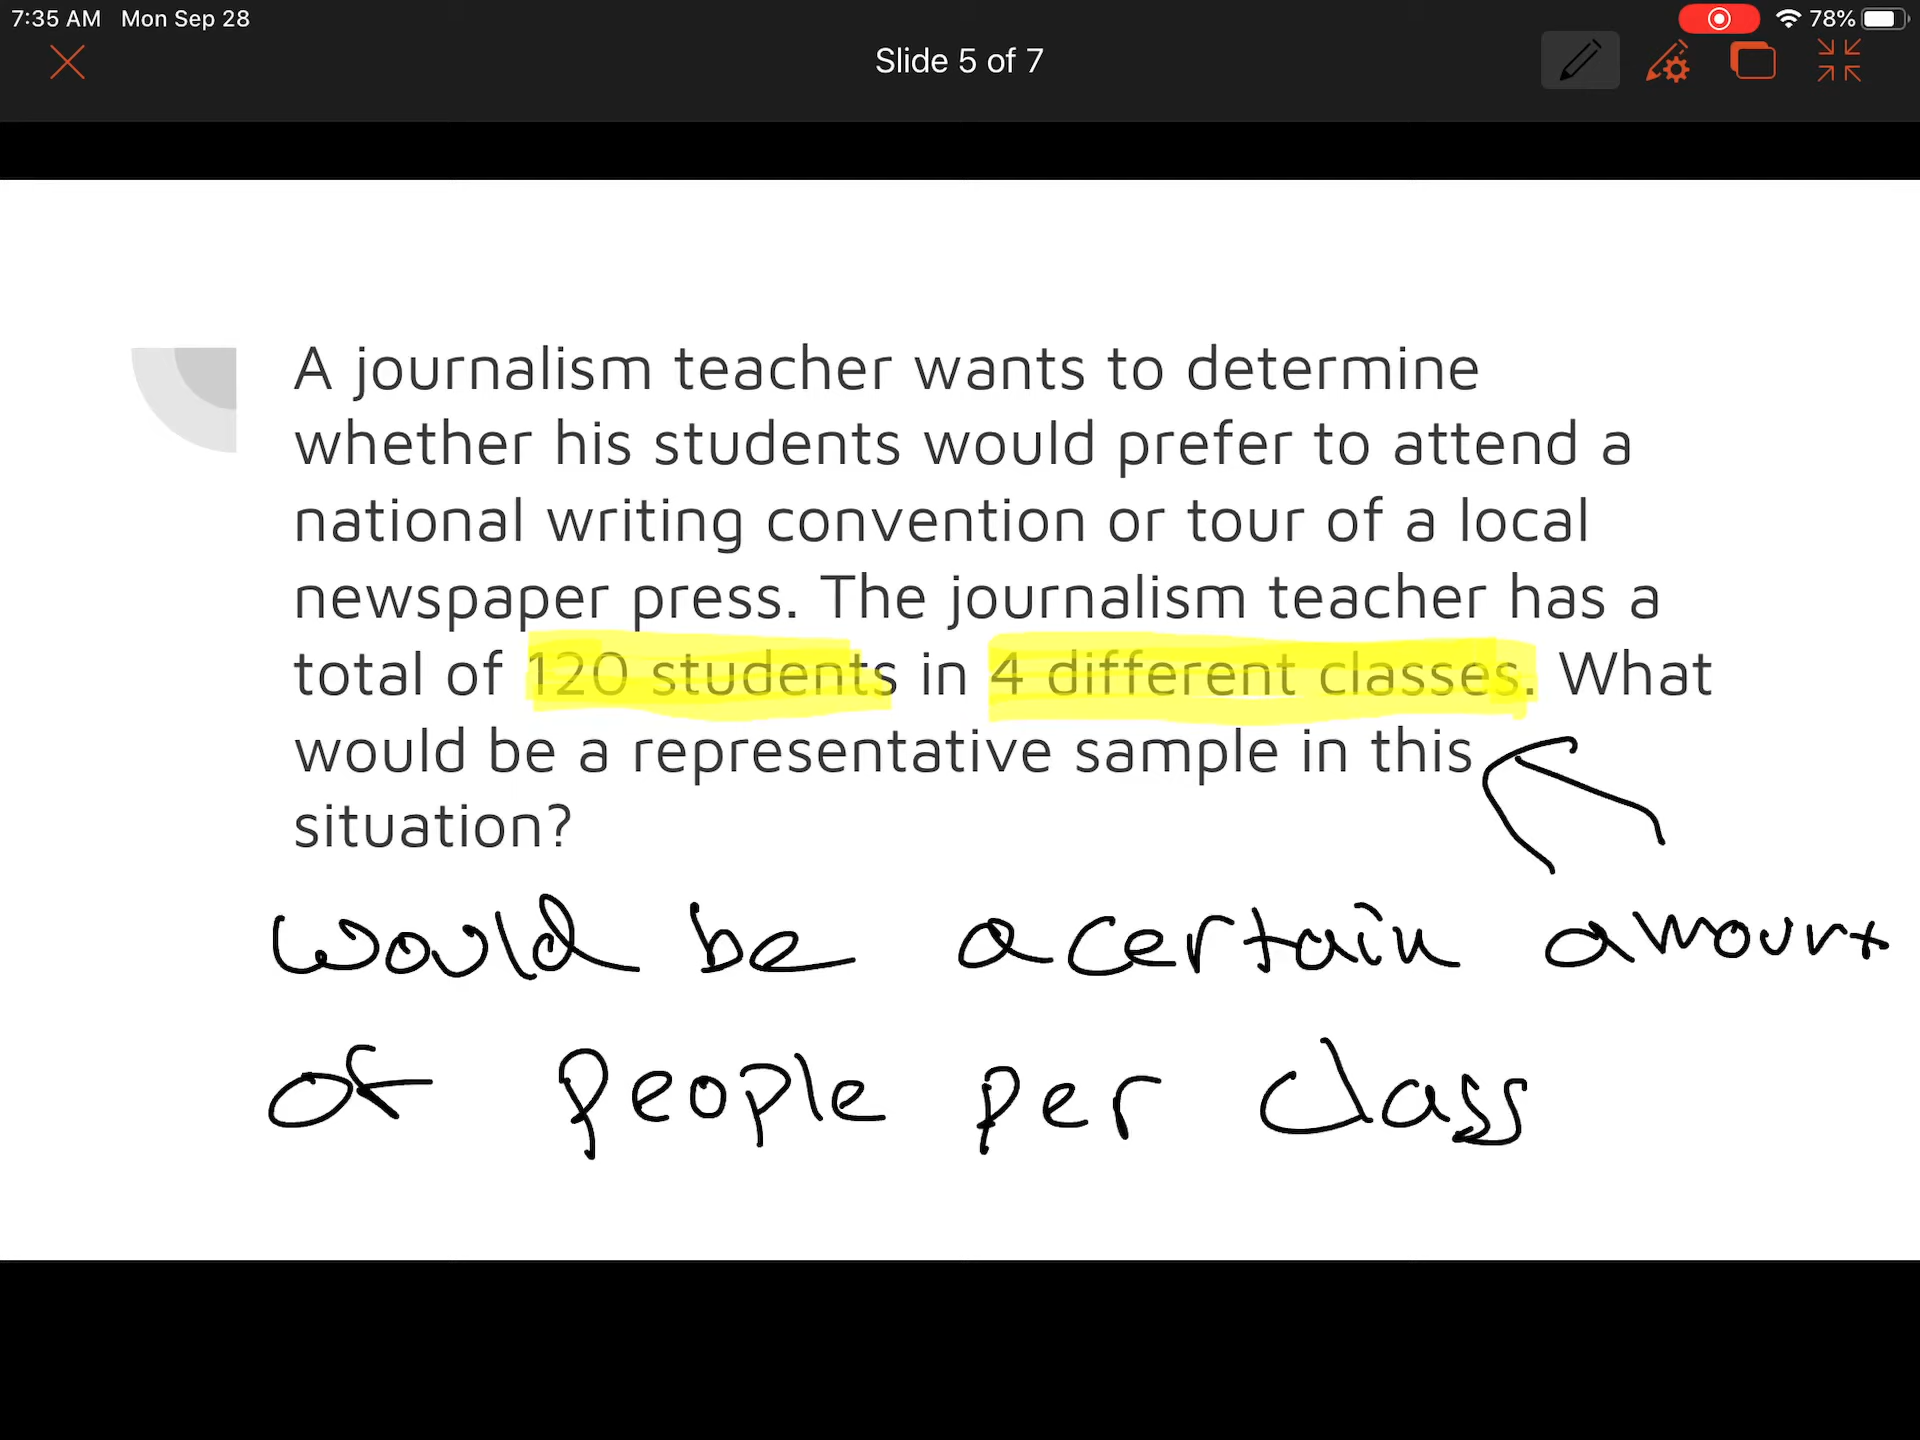 7:35 AM Mon Sep 28
78%
Slide 5 of 7
A journalism teacher wants to determine
whether his students would prefer to attend a
national writing convention or tour of a local
newspaper press. The journalism teacher has a
total of 120 students in 4 different classes. What
would be a representative sample in this
situation?
would be a certain amount
of people per class